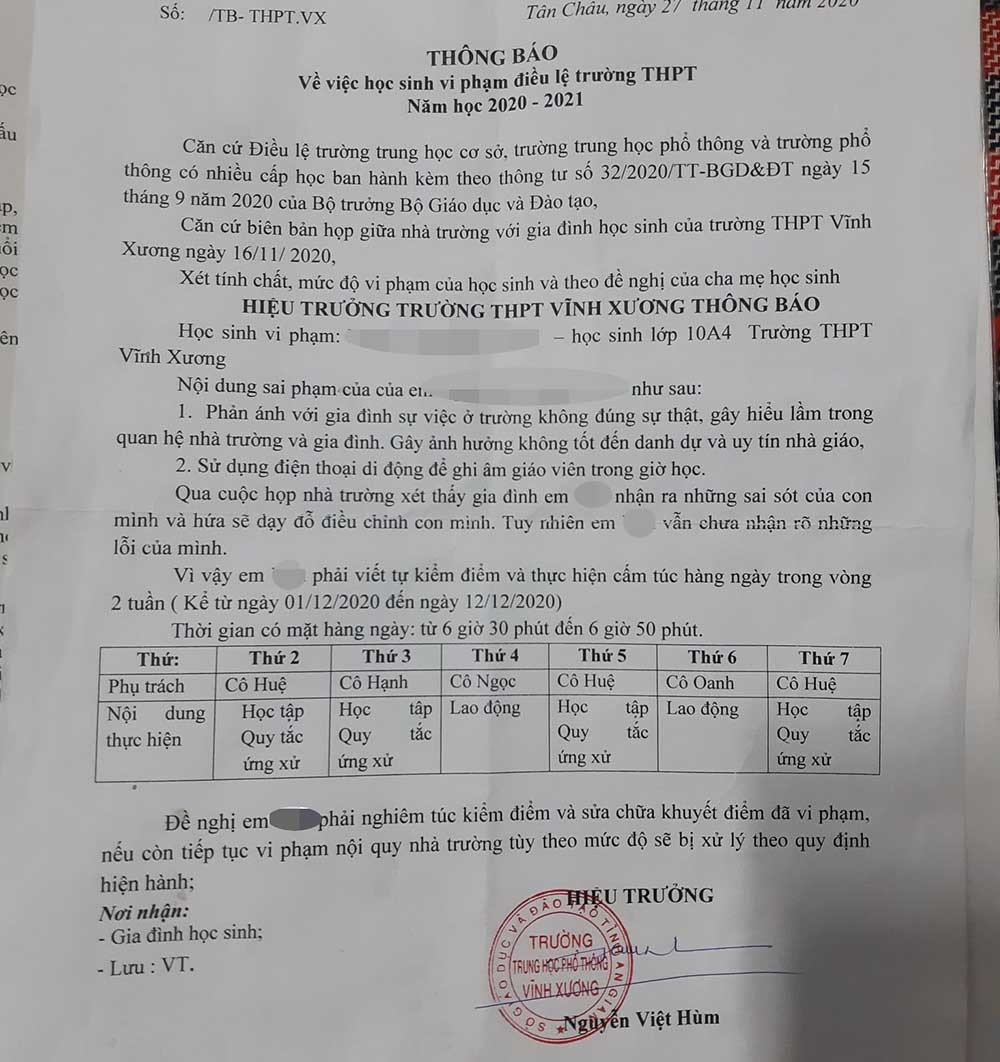 Số: /TB- THPT.VX
Tân Châu, ngày 27 tháng 11 năm 2020
THÔNG BÁO
Về việc học sinh vi phạm điều lệ trường THPT
Năm học 2020 - 2021
Căn cứ Điều lệ trường trung học cơ sở, trường trung học phổ thông và trường phổ
thông có nhiều cấp học ban hành kèm theo thông tư số 32/2020/TT-BGD&ĐT ngày 15
tháng 9 năm 2020 của Bộ trưởng Bộ Giáo dục và Đào tạo,
Căn cứ biên bản họp giữa nhà trường với gia đình học sinh của trường THPT Vĩnh
Xương ngày 16/11/ 2020,
Xét tính chất, mức độ vi phạm của học sinh và theo đề nghị của cha mẹ học sinh
HIỆU TRƯỞNG TRƯỜNG THPT VĨNH XƯƠNG THÔNG BÁO
Học sinh vi phạm: – học sinh lớp 10A4 Trường THPT
Vĩnh Xương
Nội dung sai phạm của của em như sau:
1. Phản ánh với gia đình sự việc ở trường không đúng sự thật, gây hiểu lầm trong
quan hệ nhà trường và gia đình. Gây ảnh hưởng không tốt đến danh dự và uy tín nhà giáo,
2. Sử dụng điện thoại di động để ghi âm giáo viên trong giờ học.
Qua cuộc họp nhà trường xét thấy gia đình em nhận ra những sai sót của con
mình và hứa sẽ dạy đỗ điều chỉnh con mình. Tuy nhiên em vẫn chưa nhận rõ những
lỗi của mình.
Vì vậy em phải viết tự kiểm điểm và thực hiện cấm túc hàng ngày trong vòng
2 tuần ( Kể từ ngày 01/12/2020 đến ngày 12/12/2020)
Thời gian có mặt hàng ngày: từ 6 giờ 30 phút đến 6 giờ 50 phút.
Thứ: Thứ 2 Thứ 3 Thứ 4 Thứ 5 Thứ 6 Thứ 7
Phụ trách Cô Huệ Cô Hạnh Cô Ngọc Cô Huệ Cô Oanh Cô Huệ
Nội dung Học tập Học tập Lao động Học tập Lao động Học tập
thực hiện Quy tắc Quy tắc Quy tắc Quy tắc
ứng xử ứng xử ứng xử ứng xử
Đề nghị em phải nghiêm túc kiểm điểm và sửa chữa khuyết điểm đã vi phạm,
nếu còn tiếp tục vi phạm nội quy nhà trường tùy theo mức độ sẽ bị xử lý theo quy định
hiện hành;
HIỆU TRƯỞNG
Nơi nhận:
- Gia đình học sinh;
- Lưu : VT.
SỞ GIÁO DỤC VÀ ĐÀO TẠO TỈNH AN GIANG
TRƯỜNG
TRUNG HỌC PHỔ THÔNG
VĨNH XƯƠNG
Nguyễn Việt Hùm